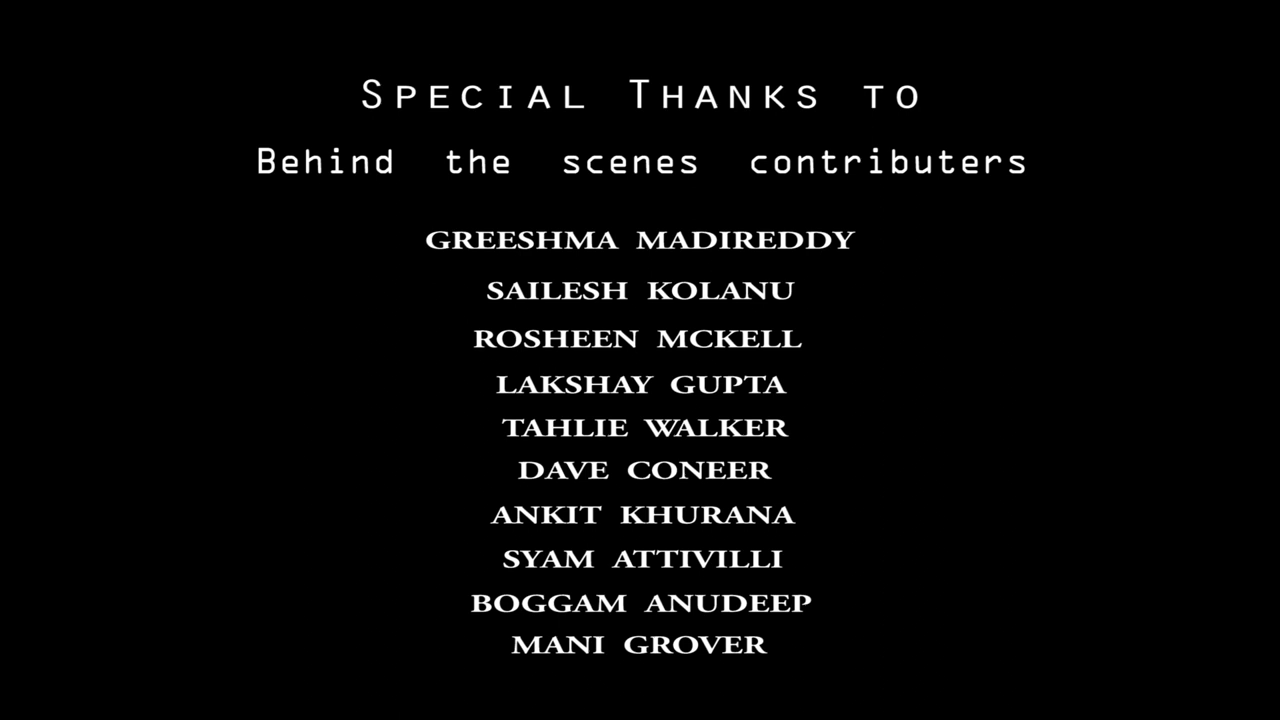 SPECIAL THANKS TO
Behind the scenes contributers
GREESHMA MADIREDDY
SAILESH KOLANU
ROSHEEN MCKELL
LAKSHAY GUPTA
TAHLIE WALKER
DAVE CONEER
ANKIT KHURANA
SYAM ATTIVILLI
BOGGAM ANUDEEP
MANI GROVER